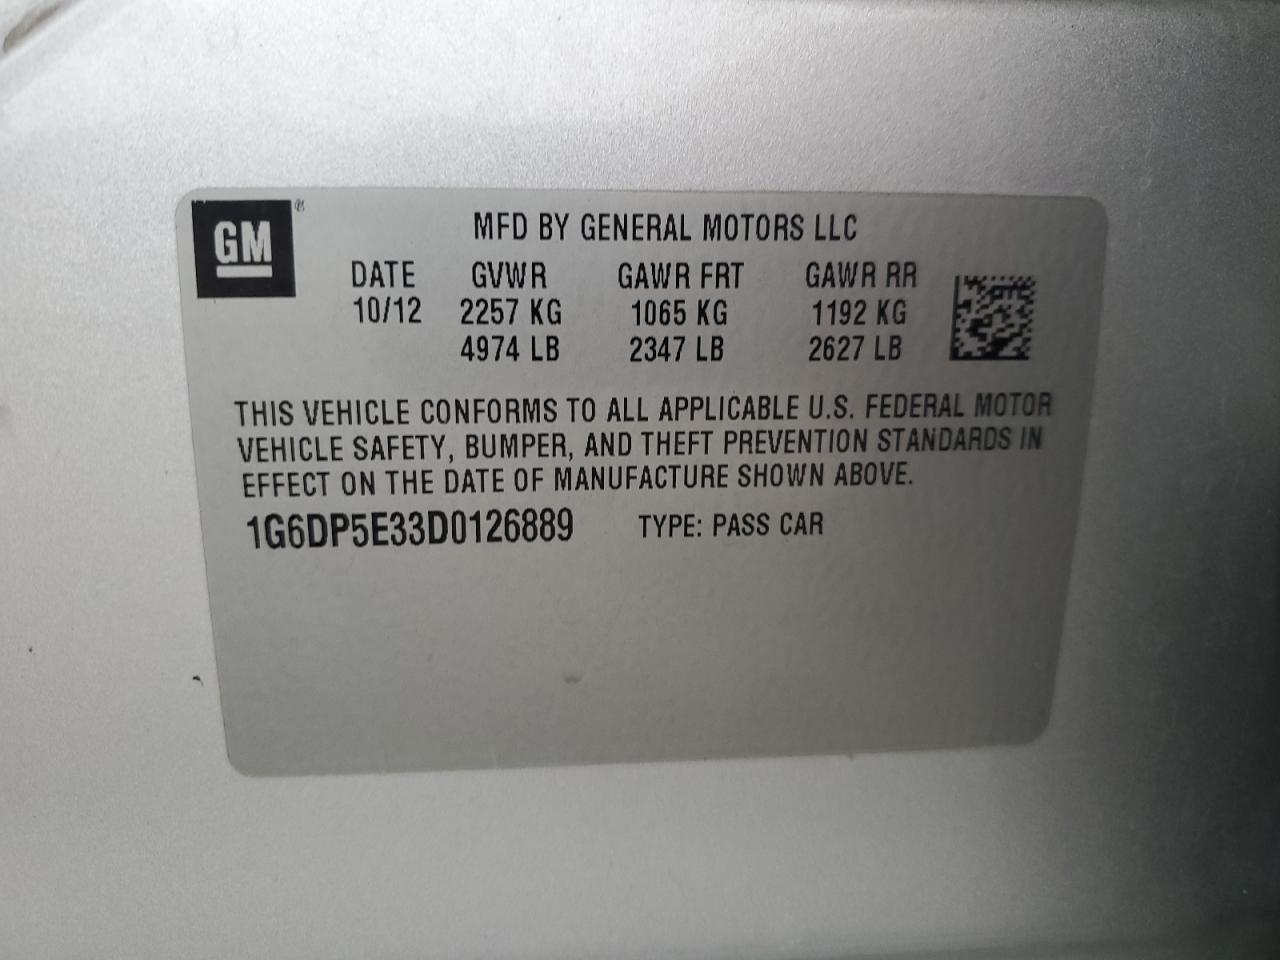 GM ®
MFD BY GENERAL MOTORS LLC
DATE GVWR GAWR FRT GAWR RR
10/12 2257 KG 1065 KG 1192 KG
4974 LB 2347 LB 2627 LB
THIS VEHICLE CONFORMS TO ALL APPLICABLE U.S. FEDERAL MOTOR
VEHICLE SAFETY, BUMPER, AND THEFT PREVENTION STANDARDS IN
EFFECT ON THE DATE OF MANUFACTURE SHOWN ABOVE.
1G6DP5E33D0126889 TYPE: PASS CAR